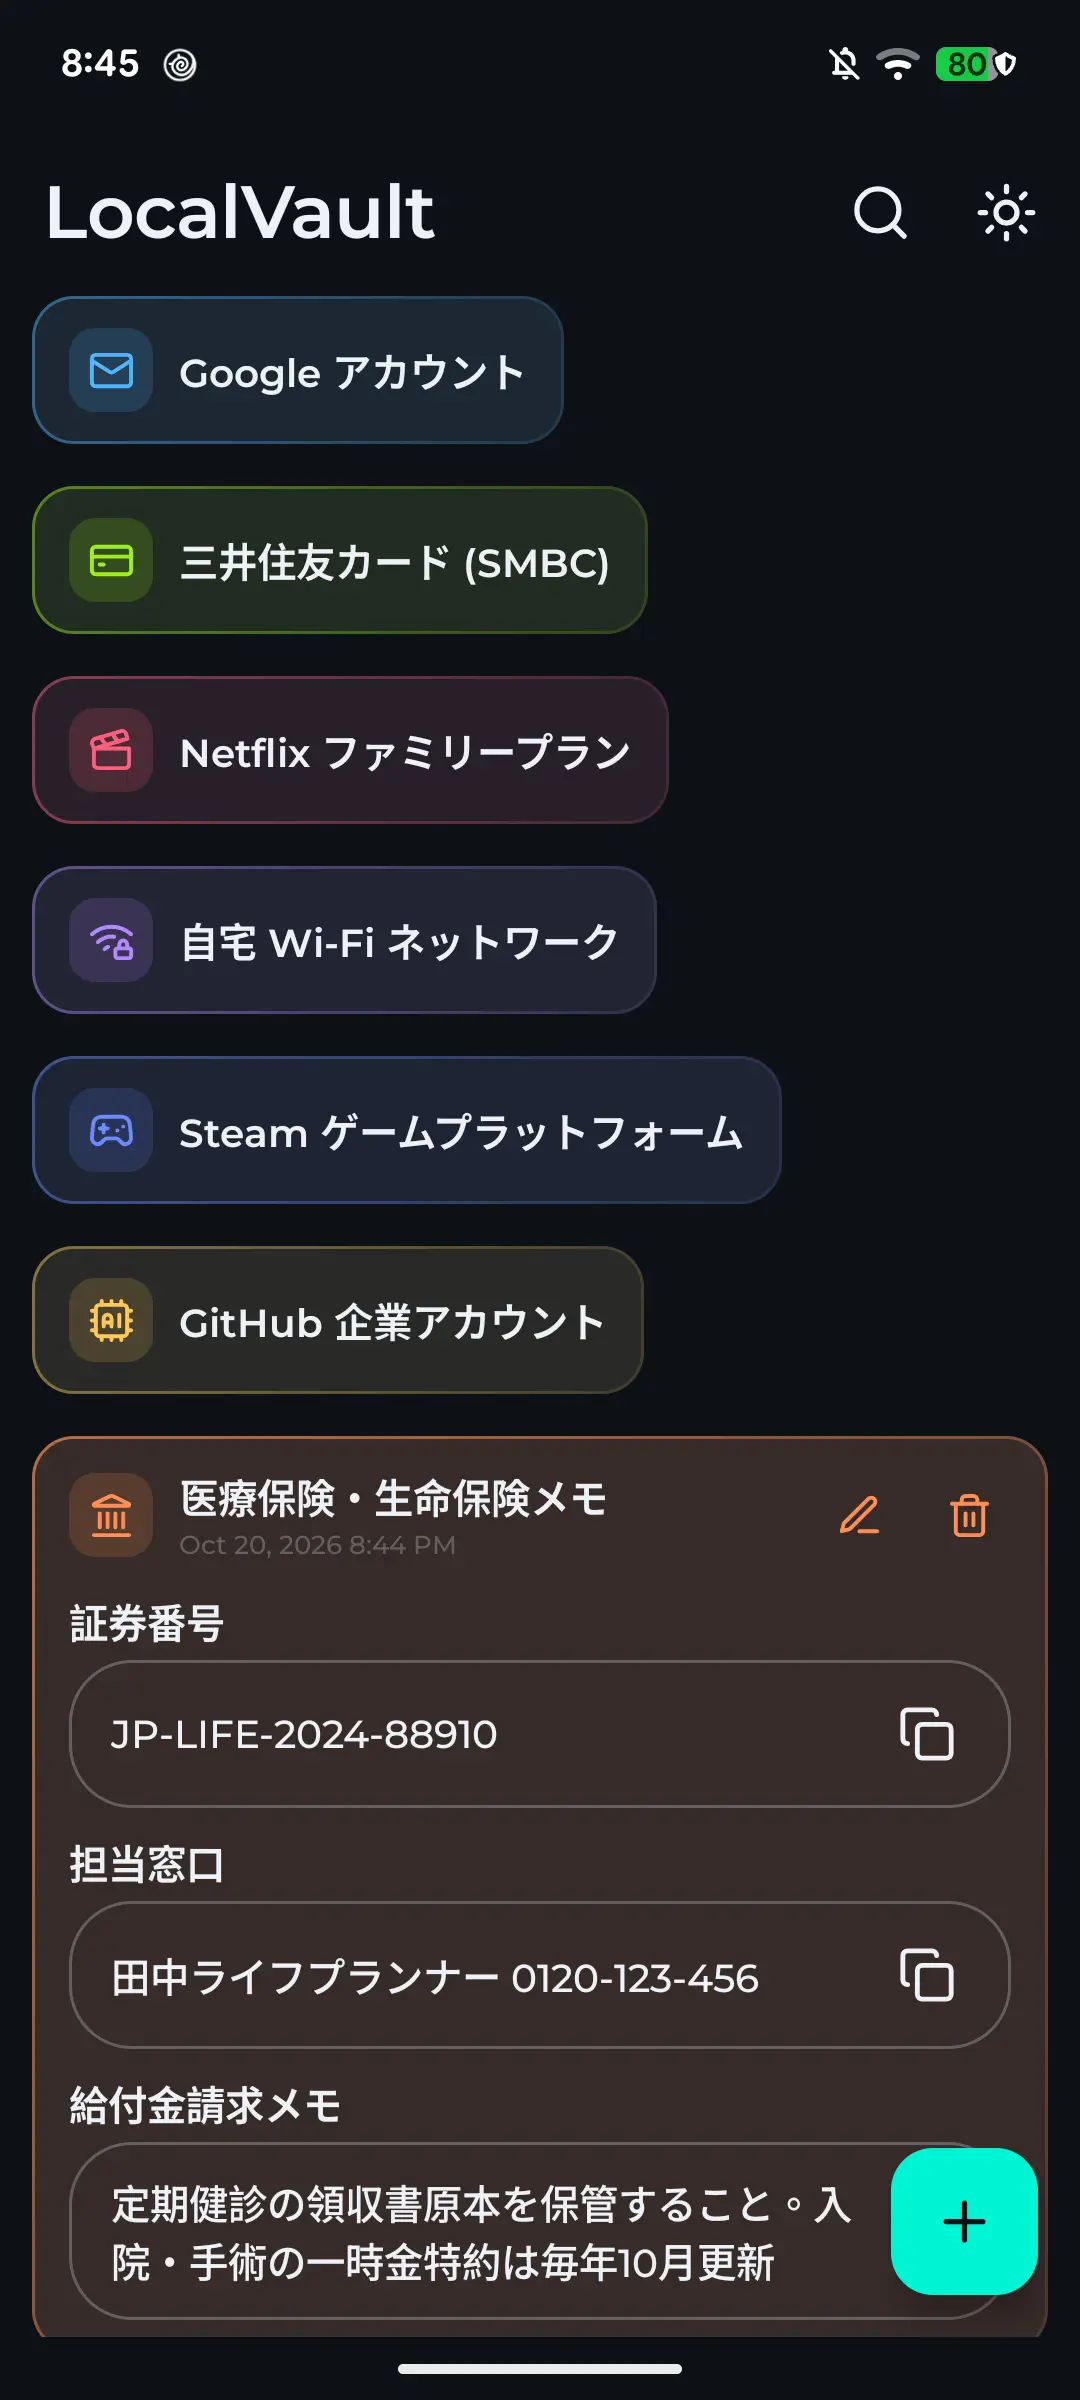 8:45
80
LocalVault
Google アカウント
三井住友カード (SMBC)
Netflix ファミリープラン
自宅 Wi-Fi ネットワーク
Steam ゲームプラットフォーム
AI
GitHub 企業アカウント
医療保険・生命保険メモ
Oct 20, 2026 8:44 PM
証券番号
JP-LIFE-2024-88910
担当窓口
田中ライフプランナー 0120-123-456
給付金請求メモ
定期健診の領収書原本を保管すること。入
院・手術の一時金特約は毎年10月更新